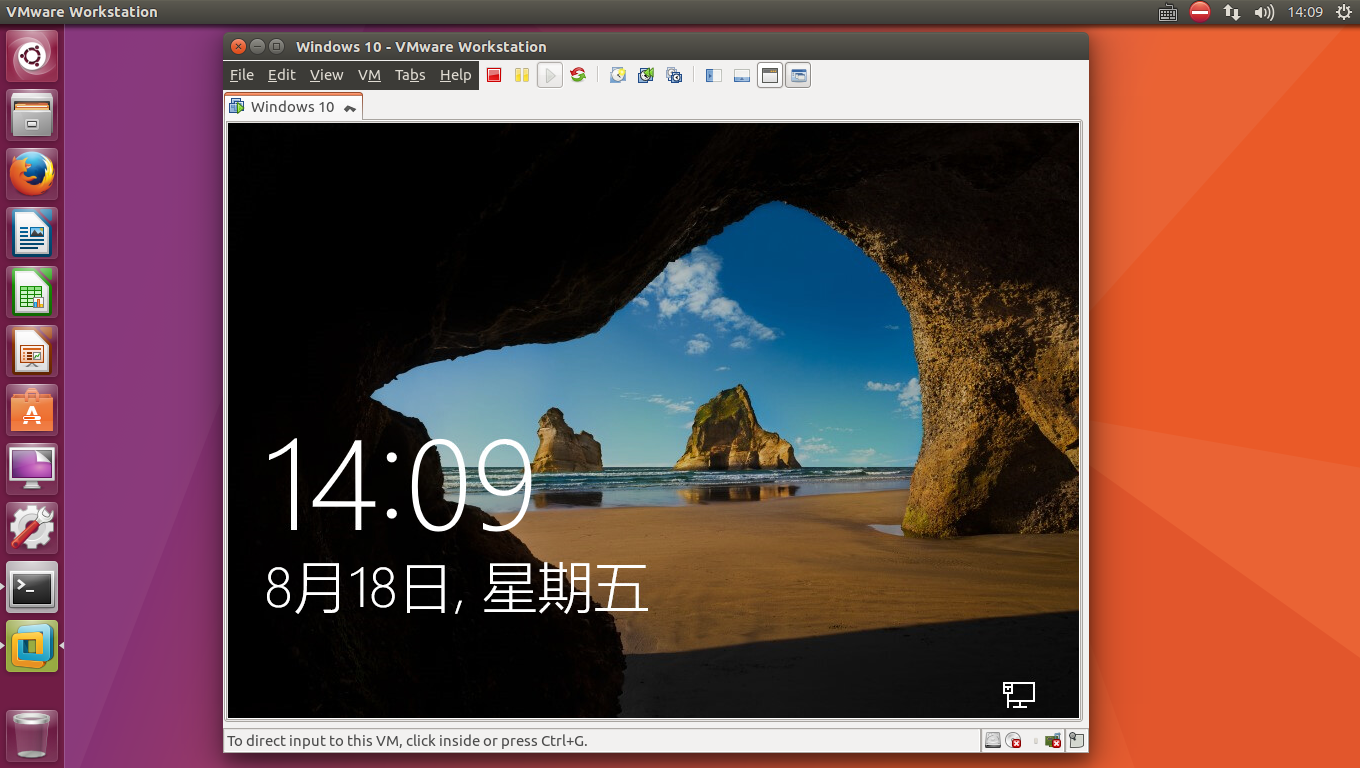 VMware Workstation
14:09
Windows 10 - VMware Workstation
File Edit View VM Tabs Help
Windows 10
14:09
8月18日, 星期五
To direct input to this VM, click inside or press Ctrl+G.